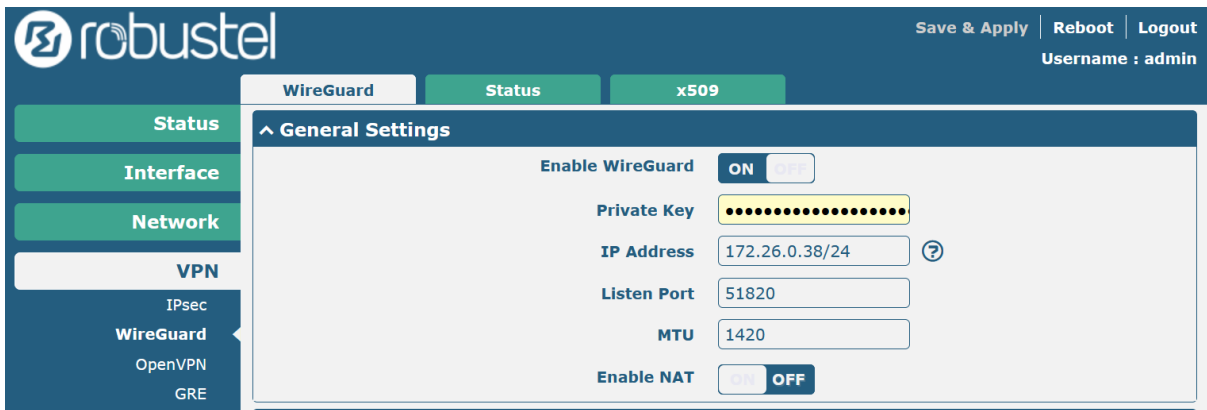 robustel
Save & Apply | Reboot | Logout
Username : admin
WireGuard Status x509
Status
Interface
Network
VPN
IPsec
WireGuard
OpenVPN
GRE
General Settings
Enable WireGuard ON OFF
Private Key ••••••••••••••••••••
IP Address 172.26.0.38/24 ?
Listen Port 51820
MTU 1420
Enable NAT ON OFF